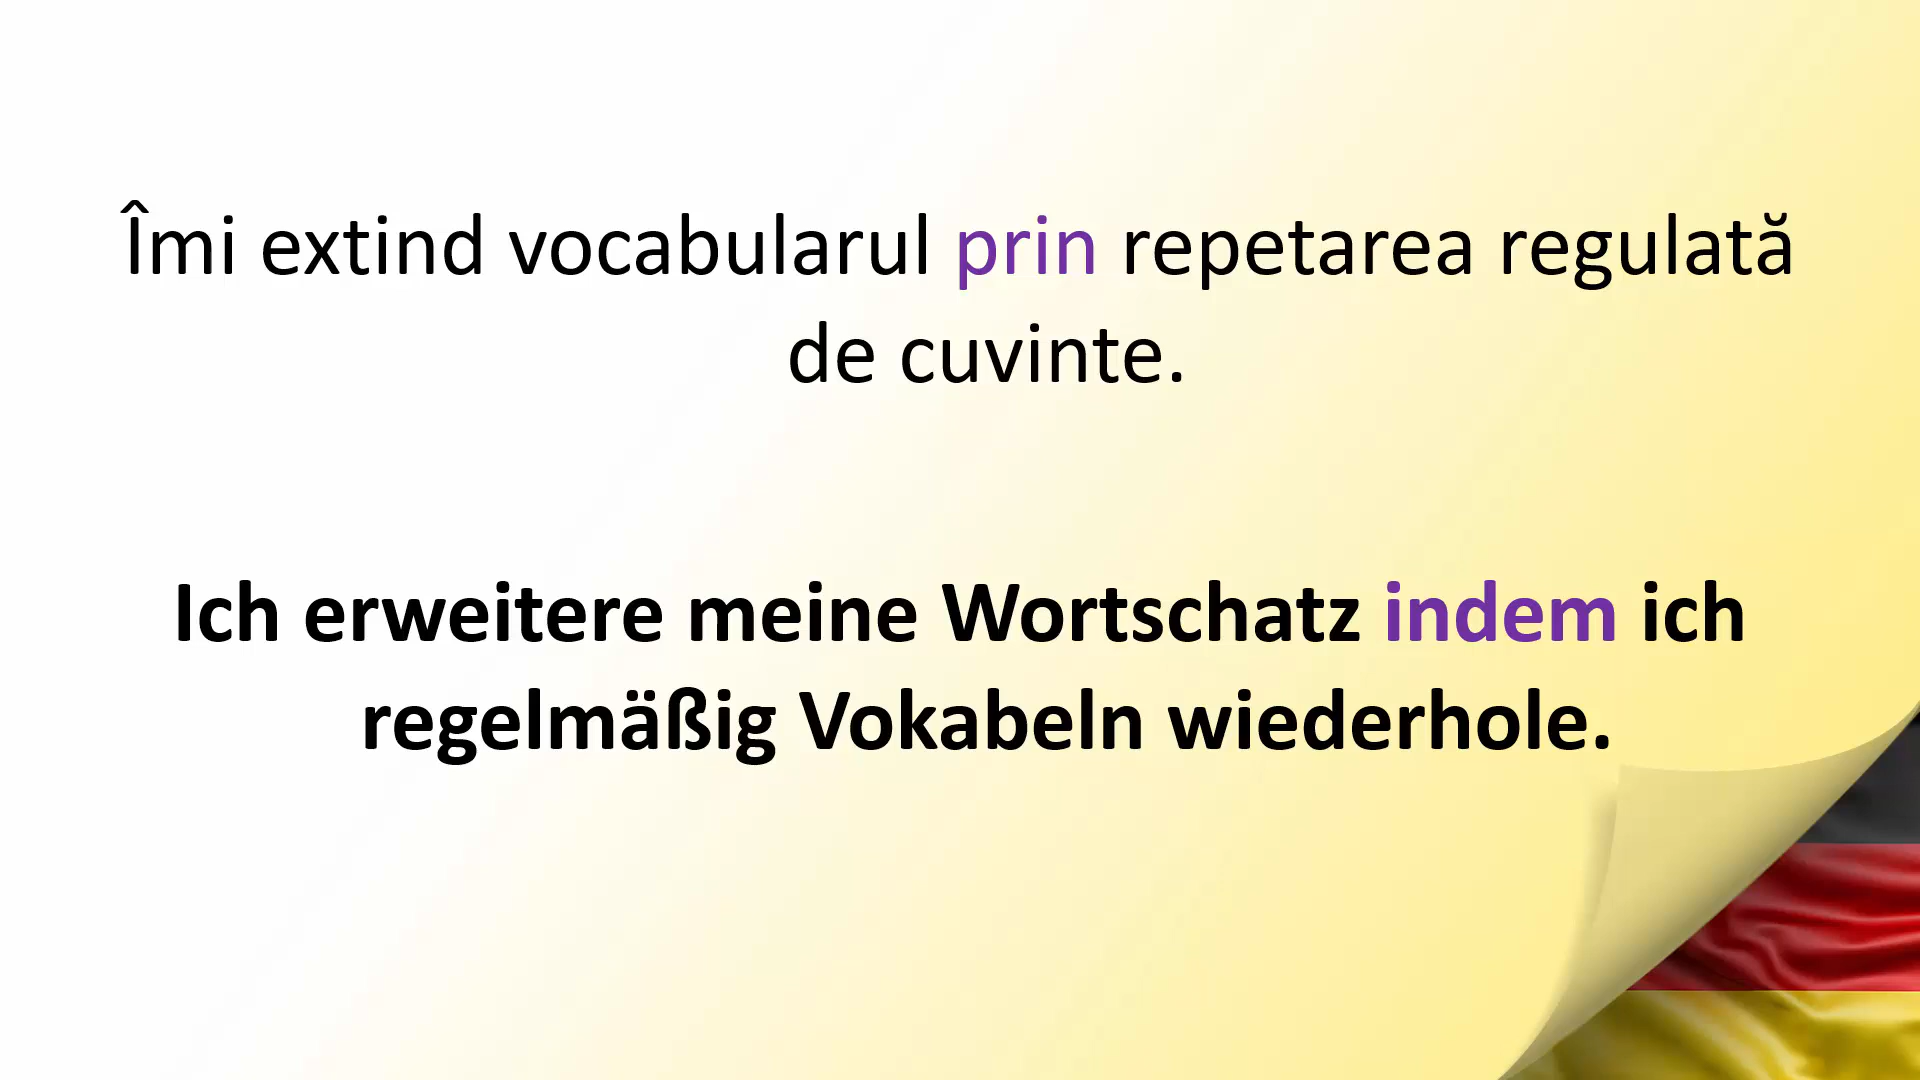 Îmi extind vocabularul prin repetarea regulată
de cuvinte.
Ich erweitere meine Wortschatz indem ich
regelmäßig Vokabeln wiederhole.